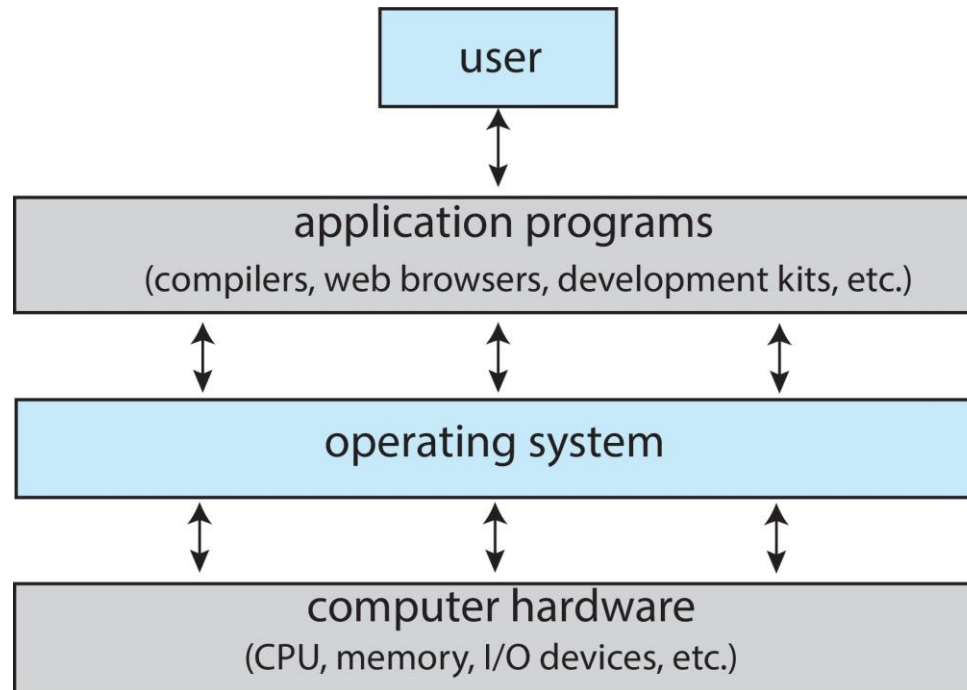 user
application programs
(compilers, web browsers, development kits, etc.)
operating system
computer hardware
(CPU, memory, I/O devices, etc.)